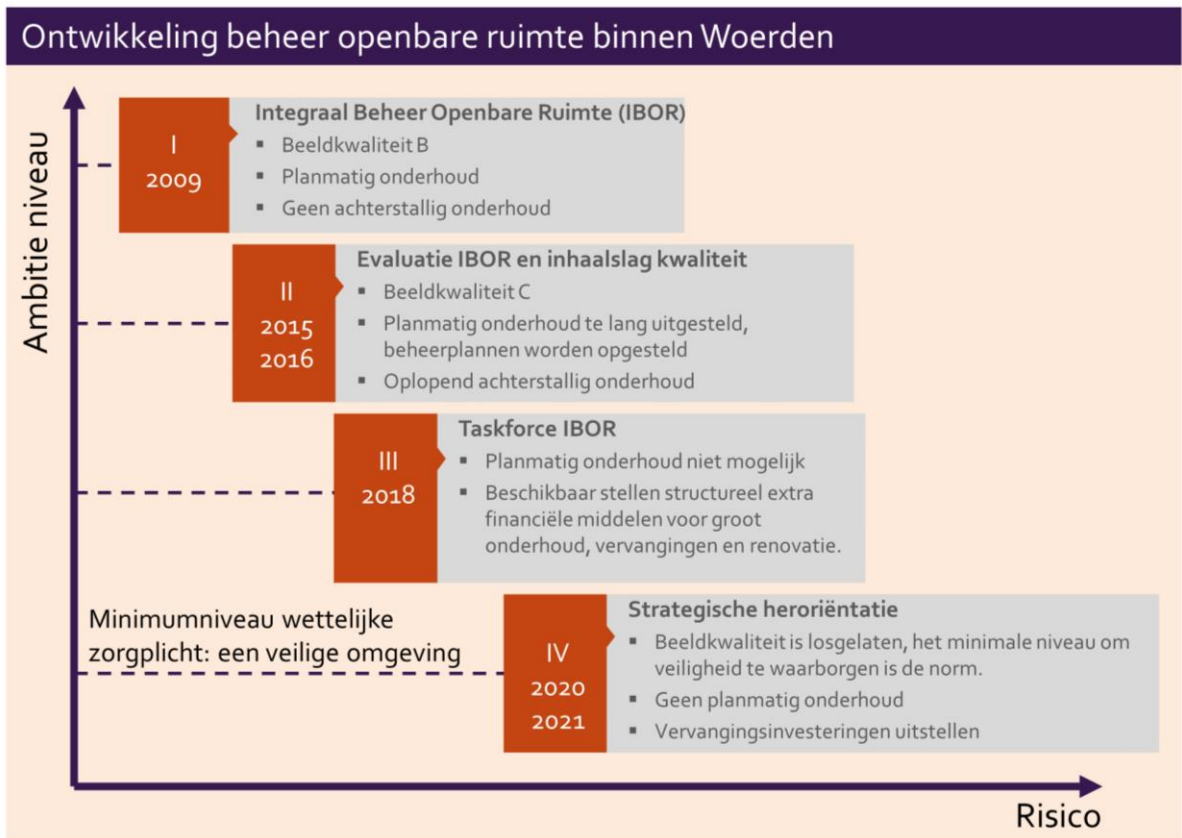 Ontwikkeling beheer openbare ruimte binnen Woerden
Ambitie niveau
I
2009
Integraal Beheer Openbare Ruimte (IBOR)
▪ Beeldkwaliteit B
▪ Planmatig onderhoud
▪ Geen achterstallig onderhoud
II
2015
2016
Evaluatie IBOR en inhaalslag kwaliteit
▪ Beeldkwaliteit C
▪ Planmatig onderhoud te lang uitgesteld,
beheerplannen worden opgesteld
▪ Oplopend achterstallig onderhoud
III
2018
Taskforce IBOR
▪ Planmatig onderhoud niet mogelijk
▪ Beschikbaar stellen structureel extra
financiële middelen voor groot
onderhoud, vervangingen en renovatie.
Minimumniveau wettelijke
zorgplicht: een veilige omgeving
IV
2020
2021
Strategische heroriëntatie
▪ Beeldkwaliteit is losgelaten, het minimale niveau om
veiligheid te waarborgen is de norm.
▪ Geen planmatig onderhoud
▪ Vervangingsinvesteringen uitstellen
Risico